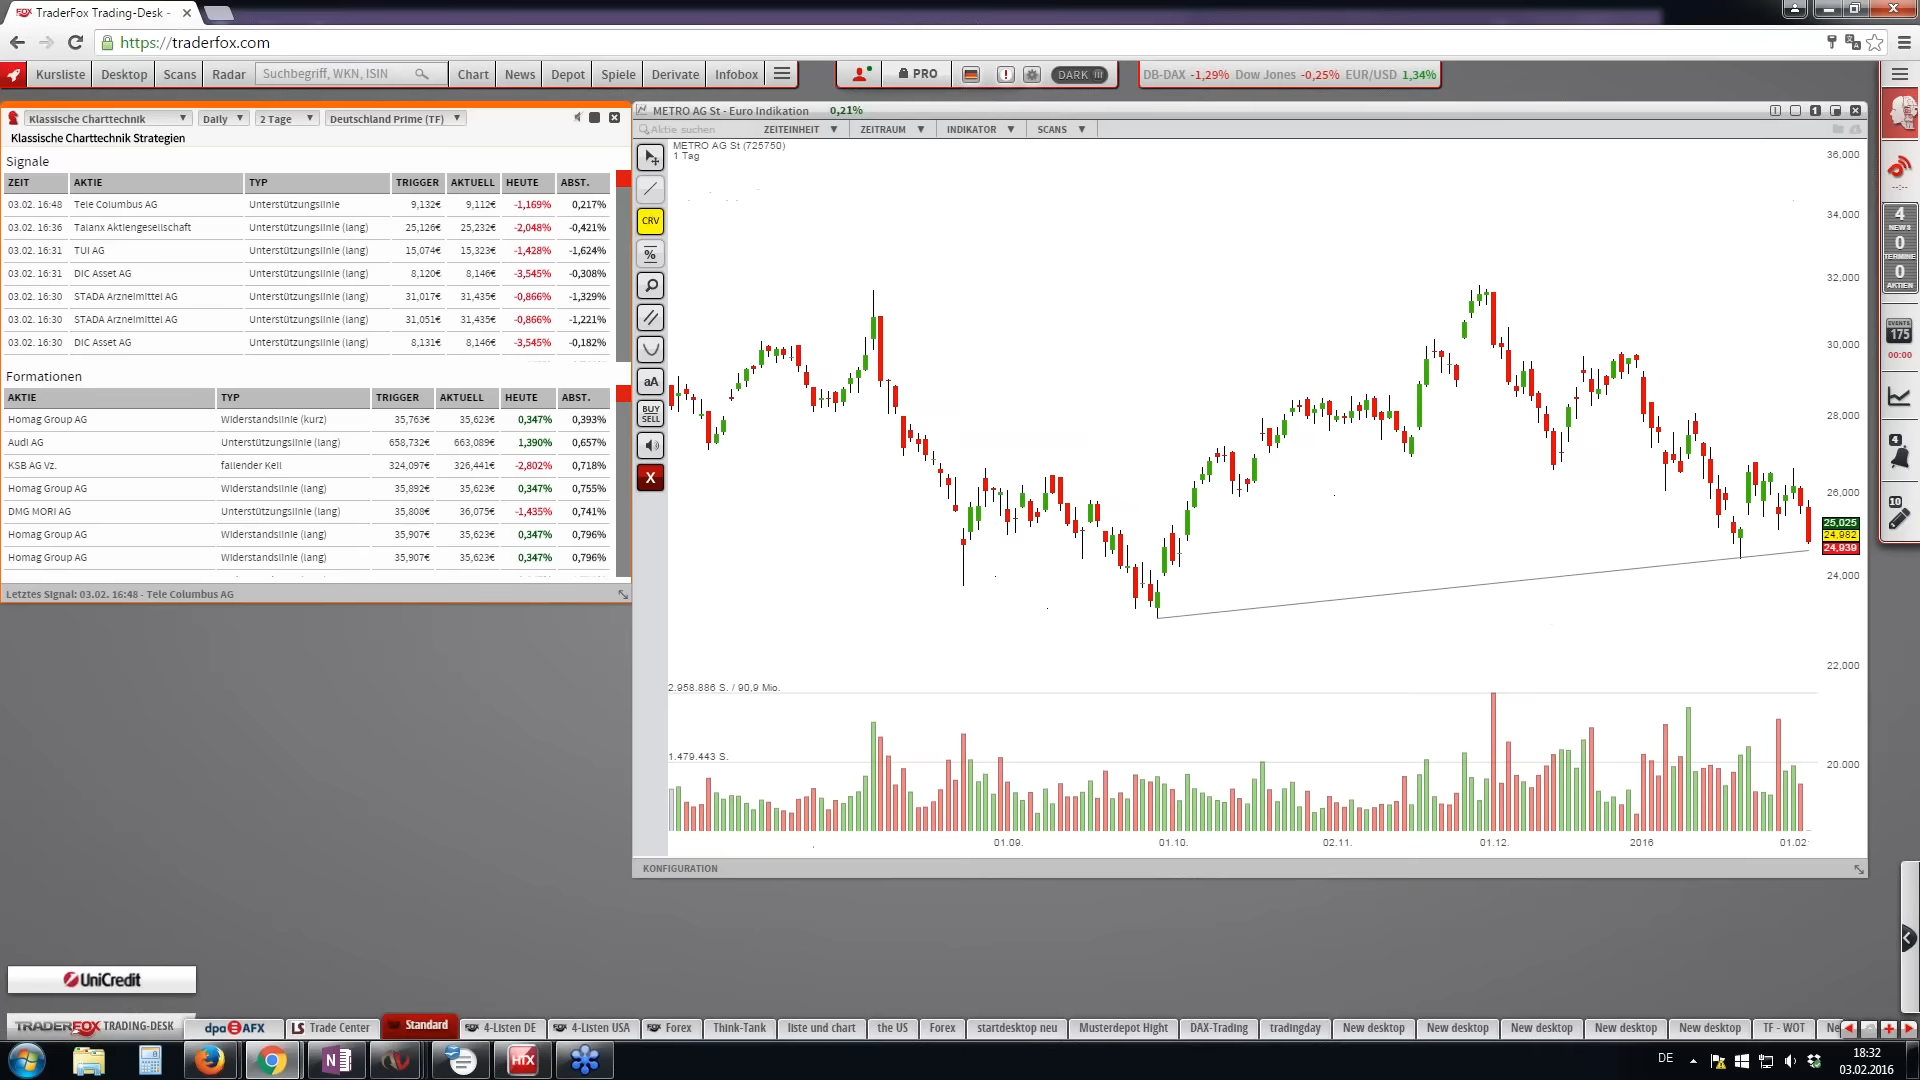 TraderFox Trading-Desk -
https://traderfox.com
Kursliste Desktop Scans Radar Suchbegriff, WKN, ISIN Chart News Depot Spiele Derivate Infobox PRO DARK DB-DAX -1,29% Dow Jones -0,25% EUR/USD 1,34%
Klassische Charttechnik Daily 2 Tage Deutschland Prime (TF)
Klassische Charttechnik Strategien
Signale
ZEIT AKTIE TYP TRIGGER AKTUELL HEUTE ABST.
03.02. 16:48 Tele Columbus AG Unterstützungslinie 9,132€ 9,112€ -1,169% 0,217%
03.02. 16:36 Talanx Aktiengesellschaft Unterstützungslinie (lang) 25,126€ 25,232€ -2,048% -0,421%
03.02. 16:31 TUI AG Unterstützungslinie (lang) 15,074€ 15,323€ -1,428% -1,624%
03.02. 16:31 DIC Asset AG Unterstützungslinie (lang) 8,120€ 8,146€ -3,545% -0,308%
03.02. 16:30 STADA Arzneimittel AG Unterstützungslinie (lang) 31,017€ 31,435€ -0,866% -1,329%
03.02. 16:30 STADA Arzneimittel AG Unterstützungslinie (lang) 31,051€ 31,435€ -0,866% -1,221%
03.02. 16:30 DIC Asset AG Unterstützungslinie (lang) 8,131€ 8,146€ -3,545% -0,182%
Formationen
AKTIE TYP TRIGGER AKTUELL HEUTE ABST.
Homag Group AG Widerstandslinie (kurz) 35,763€ 35,623€ 0,347% 0,393%
Audi AG Unterstützungslinie (lang) 658,732€ 663,089€ 1,390% 0,657%
KSB AG Vz. fallender Keil 324,097€ 326,441€ -2,802% 0,718%
Homag Group AG Widerstandslinie (lang) 35,892€ 35,623€ 0,347% 0,755%
DMG MORI AG Unterstützungslinie (lang) 35,808€ 36,075€ -1,435% 0,741%
Homag Group AG Widerstandslinie (lang) 35,907€ 35,623€ 0,347% 0,796%
Homag Group AG Widerstandslinie (lang) 35,907€ 35,623€ 0,347% 0,796%
Letztes Signal: 03.02. 16:48 - Tele Columbus AG
METRO AG St - Euro Indikation 0,21%
Aktie suchen ZEITEINHEIT ZEITRAUM INDIKATOR SCANS
METRO AG St (725750)
1 Tag
CRV
%
aA
BUY
SELL
X
36,000
34,000
32,000
30,000
28,000
26,000
25,025
24,982
24,939
24,000
22,000
20,000
2.958.886 S. / 90,9 Mio.
1.479.443 S.
01.09. 01.10. 02.11. 01.12. 2016 01.02
KONFIGURATION
--:--
4
NEWS
0
TERMINE
0
AKTIEN
EVENTS
175
00:00
4
10
UniCredit
TRADERFOX TRADING-DESK dpa AFX LS Trade Center Standard 4-Listen DE 4-Listen USA Forex Think-Tank liste und chart the US Forex startdesktop neu Musterdepot Hight DAX-Trading tradingday New desktop New desktop New desktop New desktop New desktop TF - WOT Ne
HTX
DE
18:32
03.02.2016